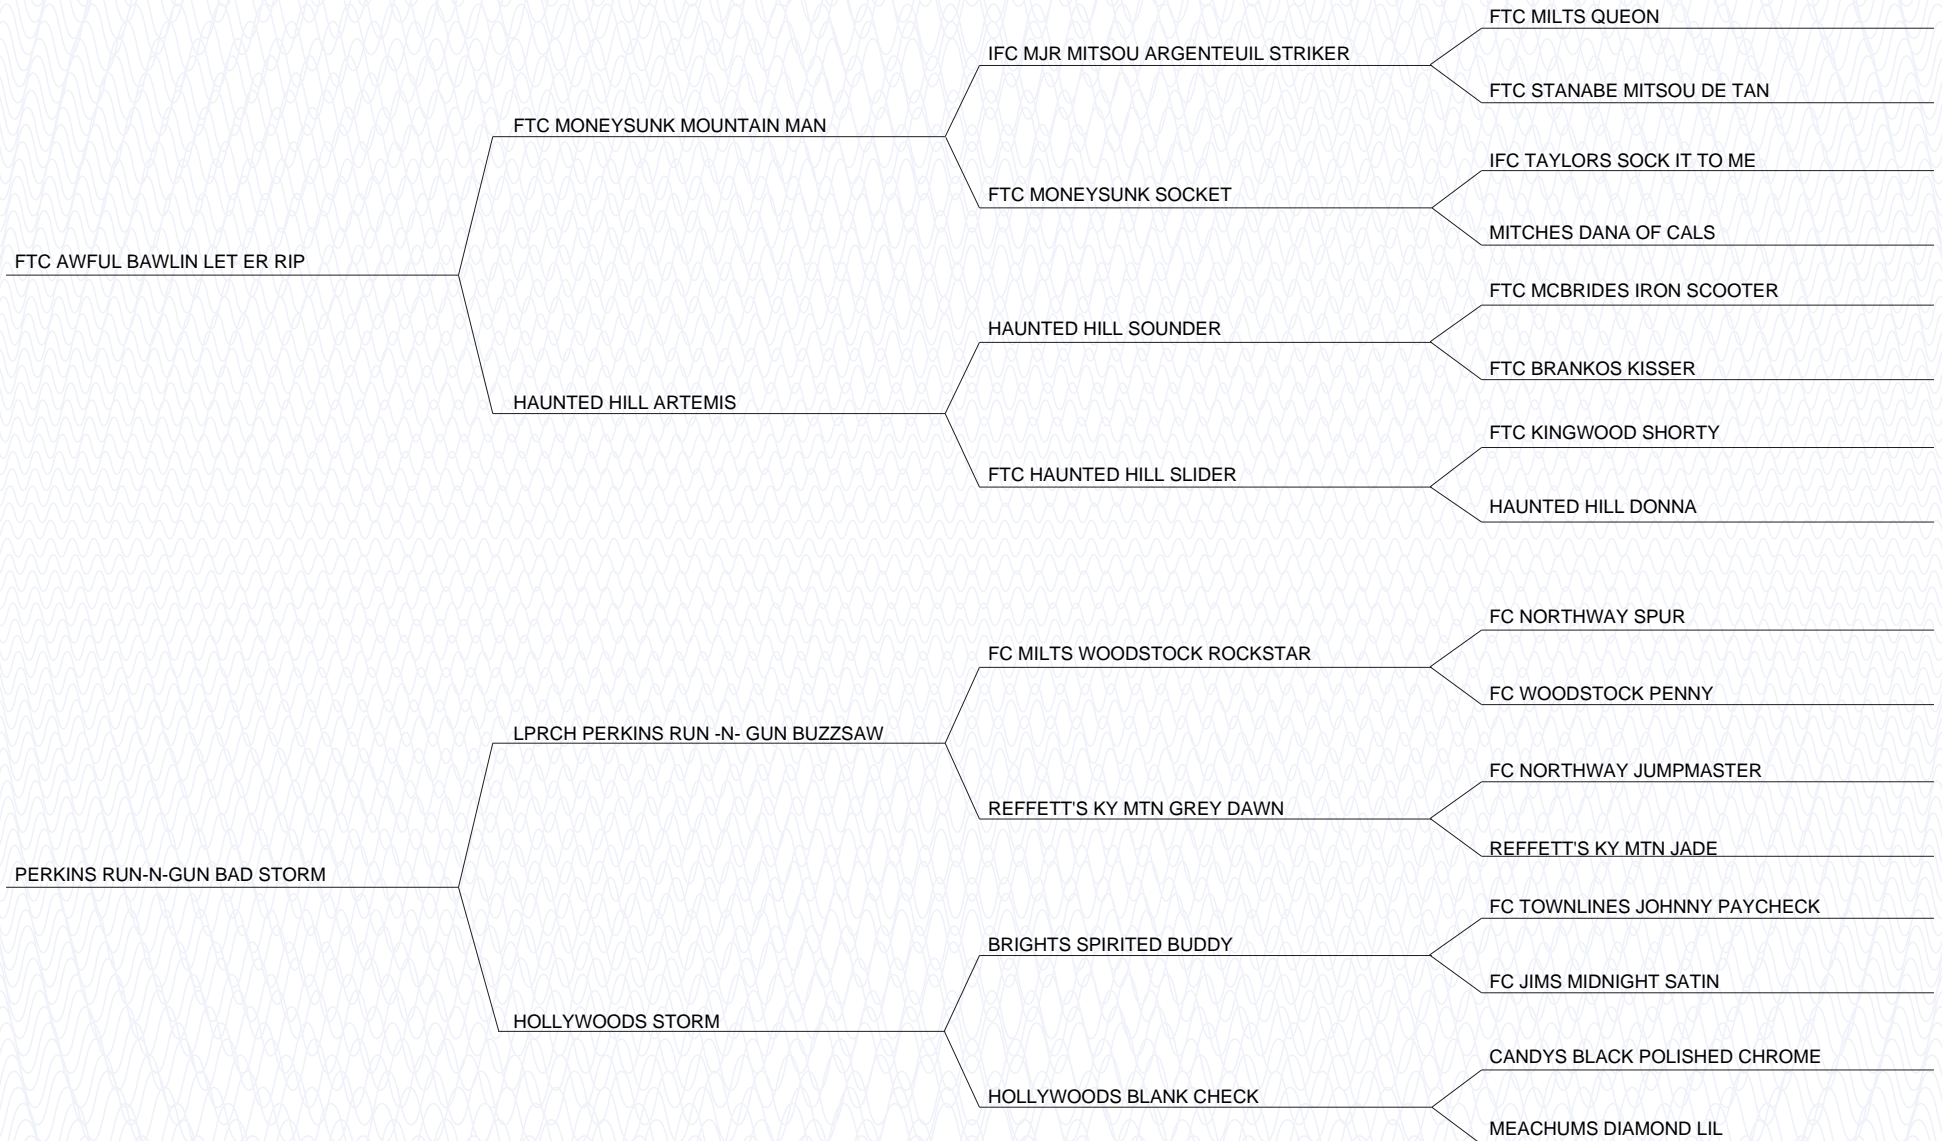 FTC MILTS QUEON
IFC MJR MITSOU ARGENTEUIL STRIKER
FTC STANABE MITSOU DE TAN
FTC MONEYSUNK MOUNTAIN MAN
IFC TAYLORS SOCK IT TO ME
FTC MONEYSUNK SOCKET
MITCHES DANA OF CALS
FTC AWFUL BAWLIN LET ER RIP
FTC MCBRIDES IRON SCOOTER
HAUNTED HILL SOUNDER
FTC BRANKOS KISSER
HAUNTED HILL ARTEMIS
FTC KINGWOOD SHORTY
FTC HAUNTED HILL SLIDER
HAUNTED HILL DONNA
FC NORTHWAY SPUR
FC MILTS WOODSTOCK ROCKSTAR
FC WOODSTOCK PENNY
LPRCH PERKINS RUN -N- GUN BUZZSAW
FC NORTHWAY JUMPMASTER
REFFETT'S KY MTN GREY DAWN
REFFETT'S KY MTN JADE
PERKINS RUN-N-GUN BAD STORM
FC TOWNLINES JOHNNY PAYCHECK
BRIGHTS SPIRITED BUDDY
FC JIMS MIDNIGHT SATIN
HOLLYWOODS STORM
CANDYS BLACK POLISHED CHROME
HOLLYWOODS BLANK CHECK
MEACHUMS DIAMOND LIL